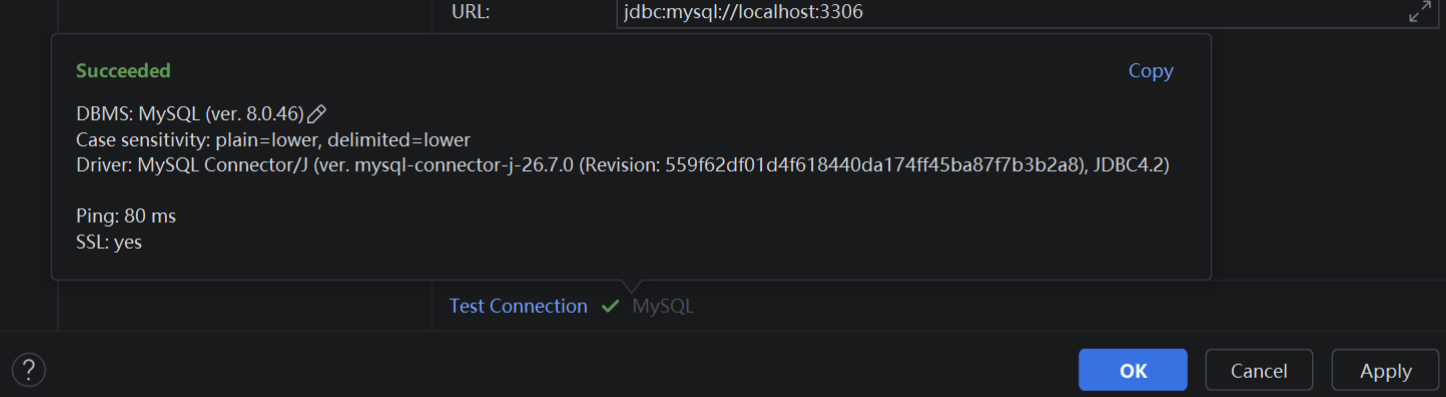 URL:
jdbc:mysql://localhost:3306
Succeeded
Copy
DBMS: MySQL (ver. 8.0.46)
Case sensitivity: plain=lower, delimited=lower
Driver: MySQL Connector/J (ver. mysql-connector-j-26.7.0 (Revision: 559f62df01d4f618440da174ff45ba87f7b3b2a8), JDBC4.2)
Ping: 80 ms
SSL: yes
Test Connection
MySQL
?
OK
Cancel
Apply